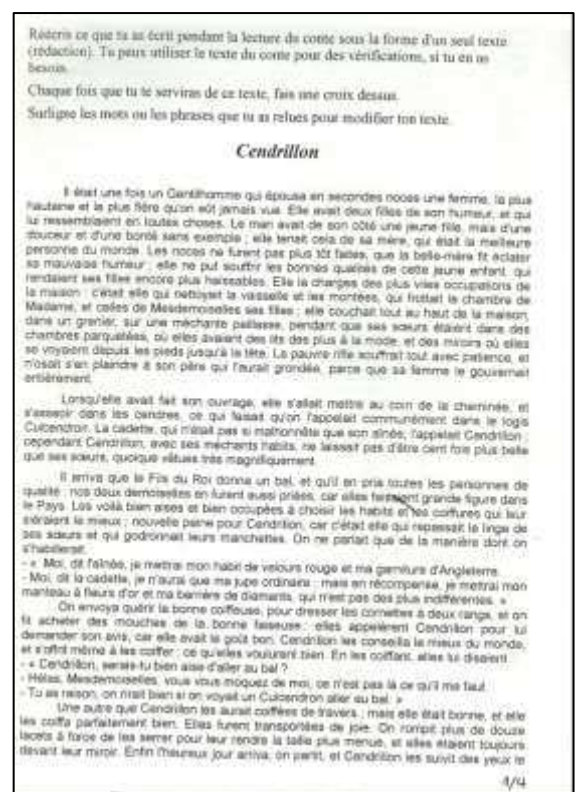 Réécris ce que tu as écrit pendant la lecture du conte sous la forme d'un seul texte
(rédaction). Tu peux utiliser le texte du conte pour des vérifications, si tu en as
besoin.
Chaque fois que tu te serviras de ce texte, fais une croix dessus.
Surligne les mots ou les phrases que tu as relues pour modifier ton texte.
Cendrillon
Il était une fois un Gentilhomme qui épousa en secondes noces une femme, la plus
hautaine et la plus fière qu'on eût jamais vue. Elle avait deux filles de son humeur, et qui
lui ressemblaient en toutes choses. Le mari avait de son côté une jeune fille, mais d'une
douceur et d'une bonté sans exemple ; elle tenait cela de sa mère, qui était la meilleure
personne du monde. Les noces ne furent pas plus tôt faites, que la belle-mère fit éclater
sa mauvaise humeur ; elle ne put souffrir les bonnes qualités de cette jeune enfant, qui
rendaient ses filles encore plus haïssables. Elle la chargea des plus viles occupations de
la maison : c'était elle qui nettoyait la vaisselle et les montées, qui frottait la chambre de
Madame, et celles de Mesdemoiselles ses filles ; elle couchait tout au haut de la maison,
dans un grenier, sur une méchante paillasse, pendant que ses sœurs étaient dans des
chambres parquetées, où elles avaient des lits des plus à la mode, et des miroirs où elles
se voyaient depuis les pieds jusqu'à la tête. La pauvre fille souffrait tout avec patience, et
n'osait s'en plaindre à son père qui l'aurait grondée, parce que sa femme le gouvernait
entièrement.
Lorsqu'elle avait fait son ouvrage, elle s'allait mettre au coin de la cheminée, et
s'asseoir dans les cendres, ce qui faisait qu'on l'appelait communément dans le logis
Culcendron. La cadette, qui n'était pas si malhonnête que son aînée, l'appelait Cendrillon ;
cependant Cendrillon, avec ses méchants habits, ne laissait pas d'être cent fois plus belle
que ses sœurs, quoique vêtues très magnifiquement.
Il arriva que le Fils du Roi donna un bal, et qu'il en pria toutes les personnes de
qualité : nos deux demoiselles en furent aussi priées, car elles faisaient grande figure dans
le Pays. Les voilà bien aises et bien occupées à choisir les habits et les coiffures qui leur
siéraient le mieux ; nouvelle peine pour Cendrillon, car c'était elle qui repassait le linge de
ses sœurs et qui godronnait leurs manchettes. On ne parlait que de la manière dont on
s'habillerait.
- « Moi, dit l'aînée, je mettrai mon habit de velours rouge et ma garniture d'Angleterre.
- Moi, dit la cadette, je n'aurai que ma jupe ordinaire ; mais en récompense, je mettrai mon
manteau à fleurs d'or et ma barrière de diamants, qui n'est pas des plus indifférentes. »
On envoya quérir la bonne coiffeuse, pour dresser les cornettes à deux rangs, et on
fit acheter des mouches de la bonne faiseuse : elles appelèrent Cendrillon pour lui
demander son avis, car elle avait le goût bon. Cendrillon les conseilla le mieux du monde,
et s'offrit même à les coiffer ; ce qu'elles voulurent bien. En les coiffant, elles lui disaient :
- « Cendrillon, serais-tu bien aise d'aller au bal ?
- Hélas, Mesdemoiselles, vous vous moquez de moi, ce n'est pas là ce qu'il me faut.
- Tu as raison, on rirait bien si on voyait un Culcendron aller au bal. »
Une autre que Cendrillon les aurait coiffées de travers ; mais elle était bonne, et elle
les coiffa parfaitement bien. Elles furent transportées de joie. On rompit plus de douze
lacets à force de les serrer pour leur rendre la taille plus menue, et elles étaient toujours
devant leur miroir. Enfin l'heureux jour arriva, on partit, et Cendrillon les suivit des yeux le
1/4